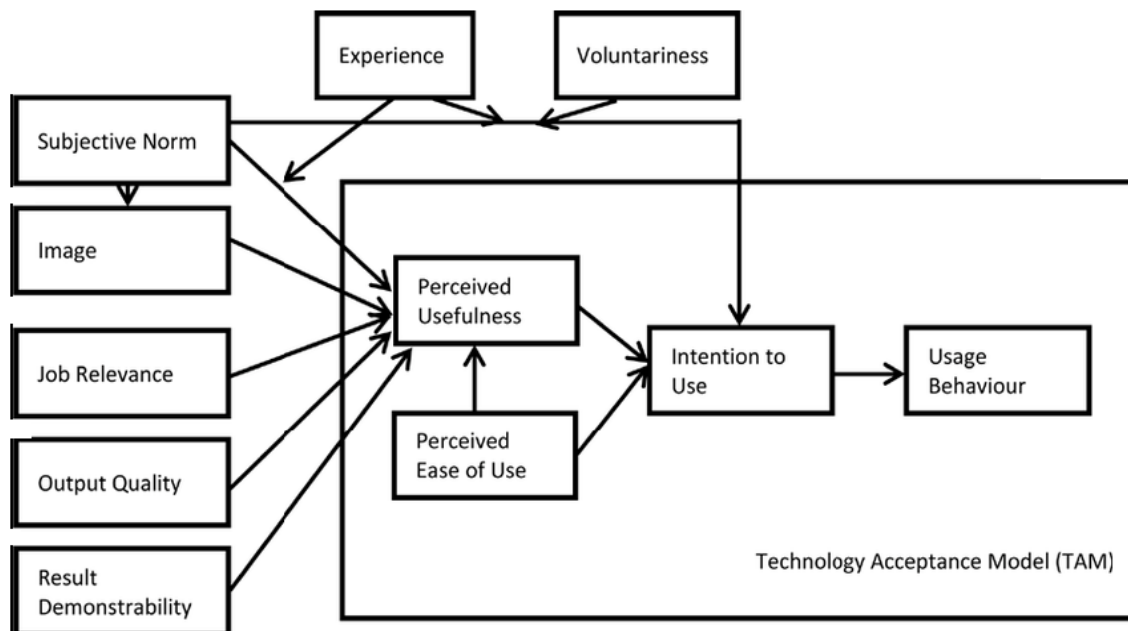 Experience
Voluntariness
Subjective Norm
Image
Perceived
Usefulness
Job Relevance
Intention to
Use
Usage
Behaviour
Perceived
Ease of Use
Output Quality
Result
Demonstrability
Technology Acceptance Model (TAM)